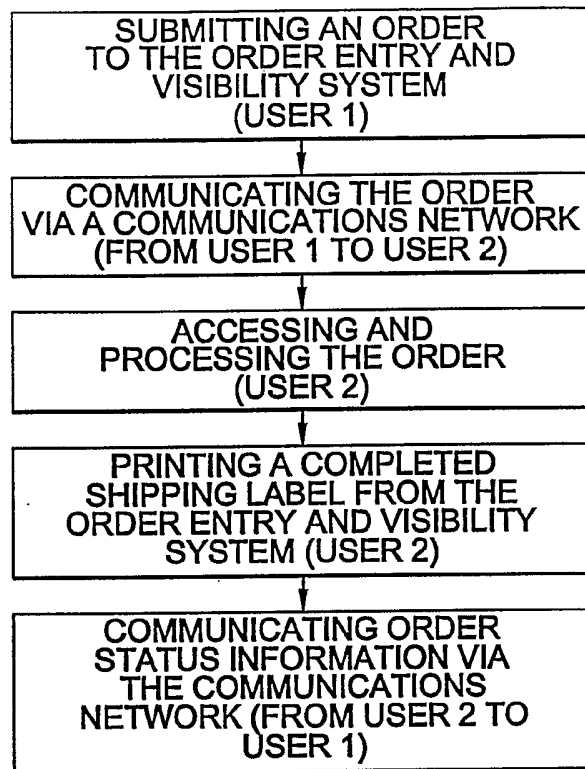 SUBMITTING AN ORDER
TO THE ORDER ENTRY AND
VISIBILITY SYSTEM
(USER 1)
COMMUNICATING THE ORDER
VIA A COMMUNICATIONS NETWORK
(FROM USER 1 TO USER 2)
ACCESSING AND
PROCESSING THE ORDER
(USER 2)
PRINTING A COMPLETED
SHIPPING LABEL FROM THE
ORDER ENTRY AND VISIBILITY
SYSTEM (USER 2)
COMMUNICATING ORDER
STATUS INFORMATION VIA
THE COMMUNICATIONS
NETWORK (FROM USER 2 TO
USER 1)